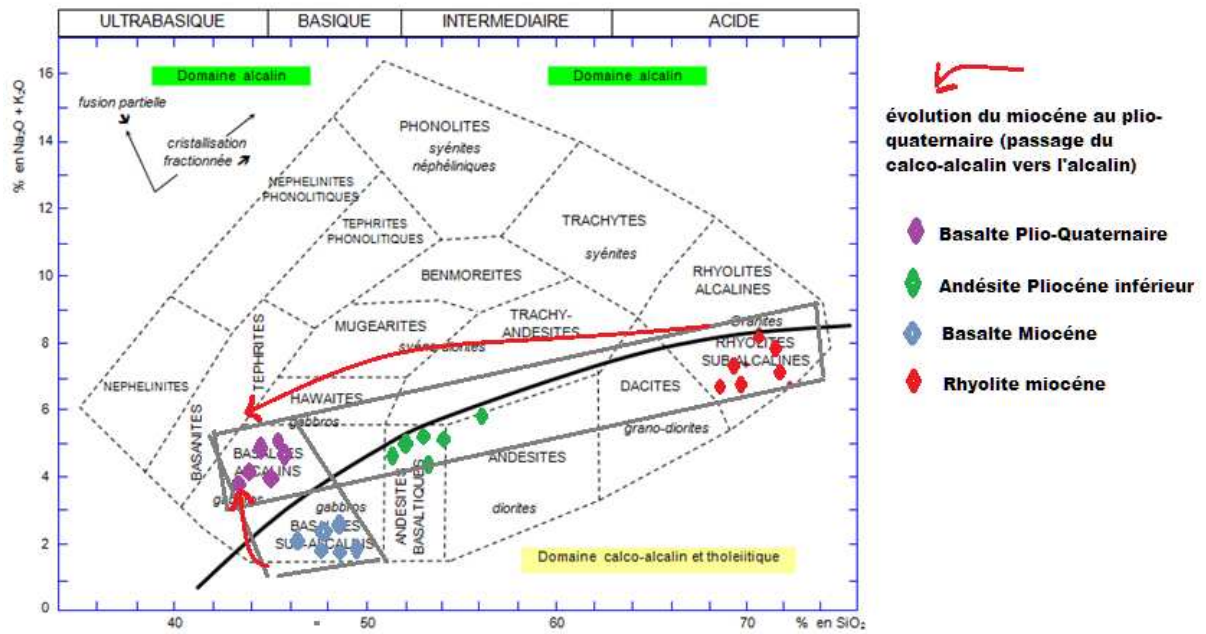 ULTRABASIQUE BASIQUE INTERMEDIAIRE ACIDE
% en Na₂O + K₂O
16
14
12
10
8
6
4
2
0
Domaine alcalin
Domaine alcalin
fusion partielle
cristallisation
fractionnée
PHONOLITES
syénites
néphéliniques
NEPHELINITES
PHONOLITIQUES
TEPHRITES
PHONOLITIQUES
TRACHYTES
syénites
BENMOREITES
RHYOLITES
ALCALINES
Granites
MUGEARITES
syéno-diorites
TRACHY-
ANDESITES
RHYOLITES
SUB-ALCALINES
NEPHELINITES
TEPHRITES
HAWAITES
gabbros
DACITES
grano-diorites
BASANITES
BASALTES
ALCALINS
gabbros
ANDESITES
BASALTIQUES
ANDESITES
diorites
gabbros
BASALTES
SUB-ALCALINS
Domaine calco-alcalin et tholeiitique
40 50 70 % en SiO₂
évolution du miocéne au plio-
quaternaire (passage du
calco-alcalin vers l'alcalin)
Basalte Plio-Quaternaire
Andésite Pliocéne inférieur
Basalte Miocéne
Rhyolite miocéne